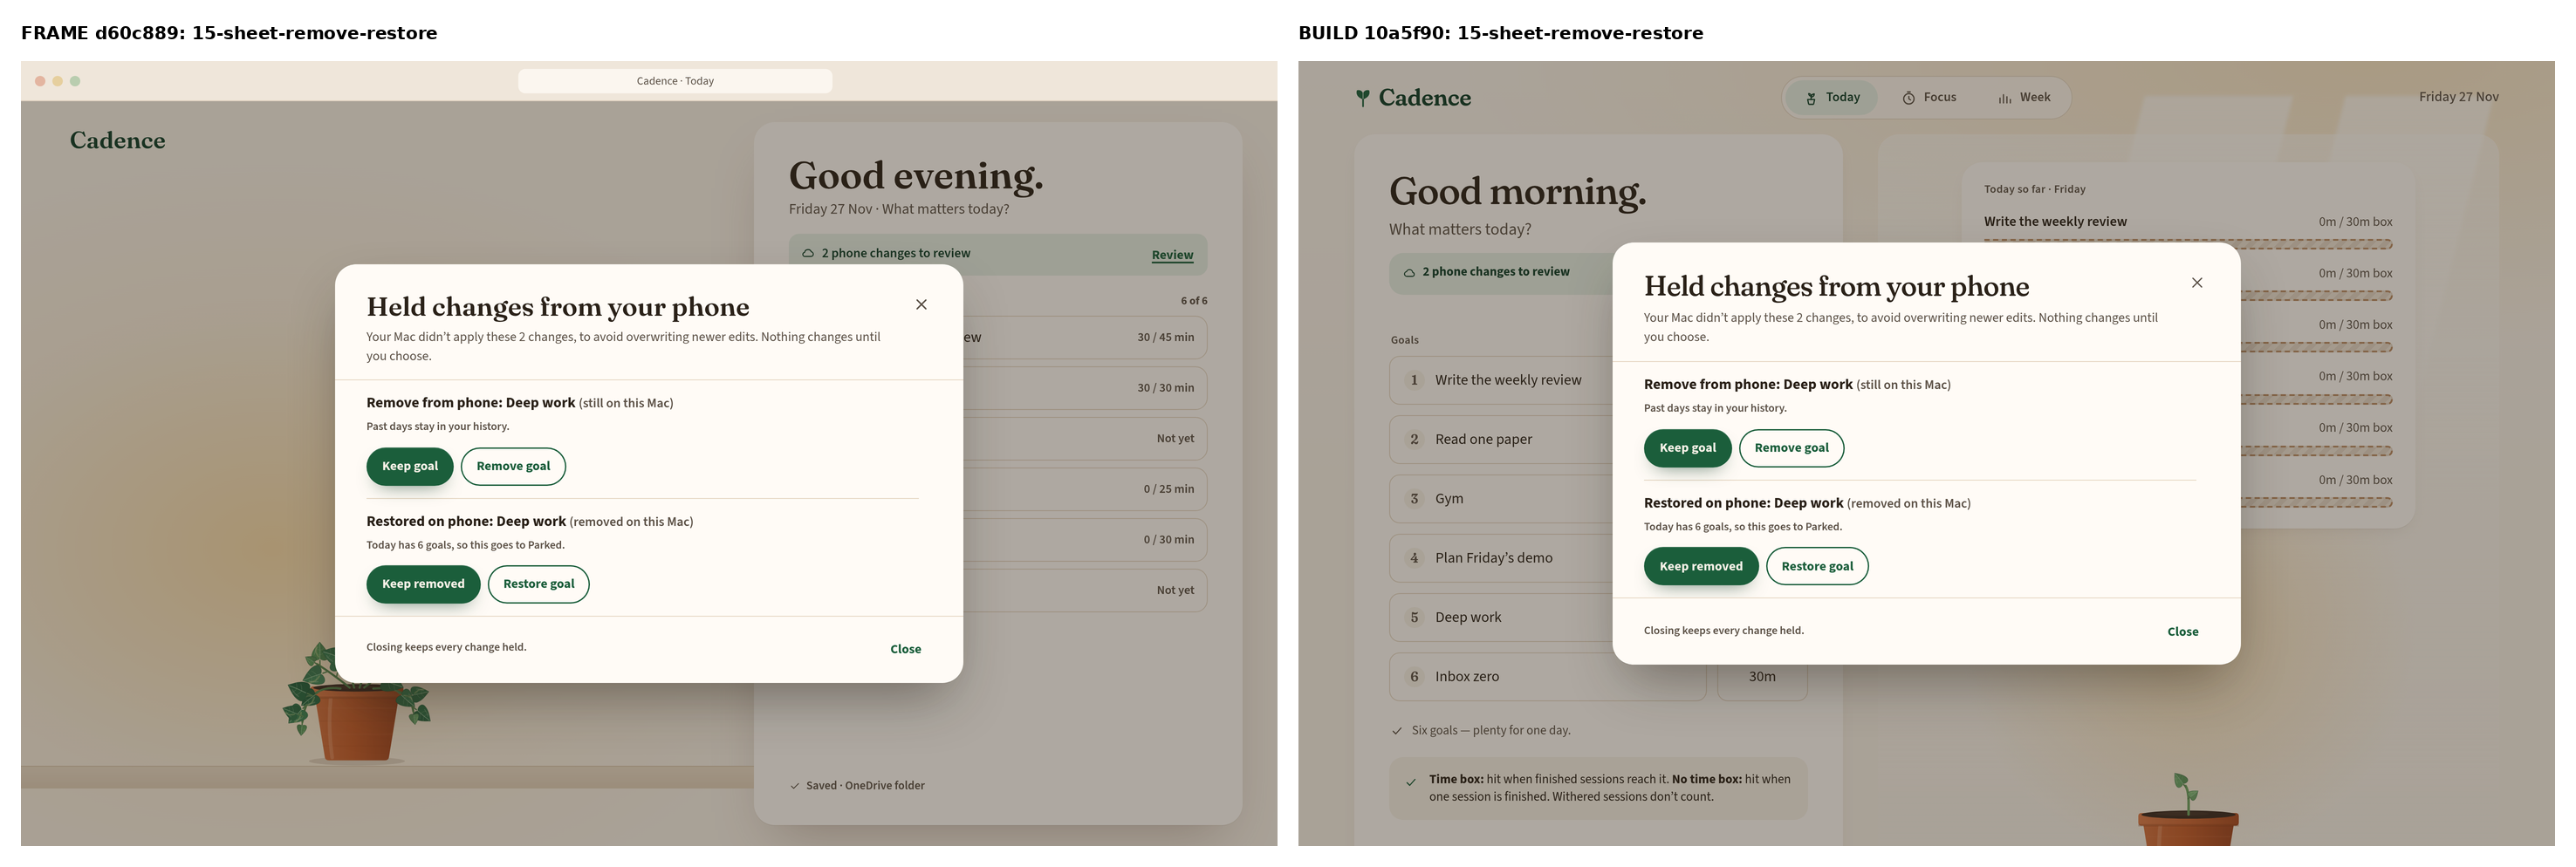 FRAME d60c889: 15-sheet-remove-restore
Cadence · Today
Cadence
Good evening.
Friday 27 Nov · What matters today?
2 phone changes to review
Review
6 of 6
ew
30 / 45 min
30 / 30 min
Not yet
0 / 25 min
0 / 30 min
Not yet
Saved · OneDrive folder
Held changes from your phone
Your Mac didn’t apply these 2 changes, to avoid overwriting newer edits. Nothing changes until
you choose.
Remove from phone: Deep work (still on this Mac)
Past days stay in your history.
Keep goal
Remove goal
Restored on phone: Deep work (removed on this Mac)
Today has 6 goals, so this goes to Parked.
Keep removed
Restore goal
Closing keeps every change held.
Close
BUILD 10a5f90: 15-sheet-remove-restore
Cadence
Today
Focus
Week
Friday 27 Nov
Good morning.
What matters today?
2 phone changes to review
Goals
1 Write the weekly review
2 Read one paper
3 Gym
4 Plan Friday’s demo
5 Deep work
6 Inbox zero
30m
Six goals — plenty for one day.
Time box: hit when finished sessions reach it. No time box: hit when
one session is finished. Withered sessions don’t count.
Today so far · Friday
Write the weekly review
0m / 30m box
0m / 30m box
0m / 30m box
0m / 30m box
0m / 30m box
0m / 30m box
Held changes from your phone
Your Mac didn’t apply these 2 changes, to avoid overwriting newer edits. Nothing changes until
you choose.
Remove from phone: Deep work (still on this Mac)
Past days stay in your history.
Keep goal
Remove goal
Restored on phone: Deep work (removed on this Mac)
Today has 6 goals, so this goes to Parked.
Keep removed
Restore goal
Closing keeps every change held.
Close